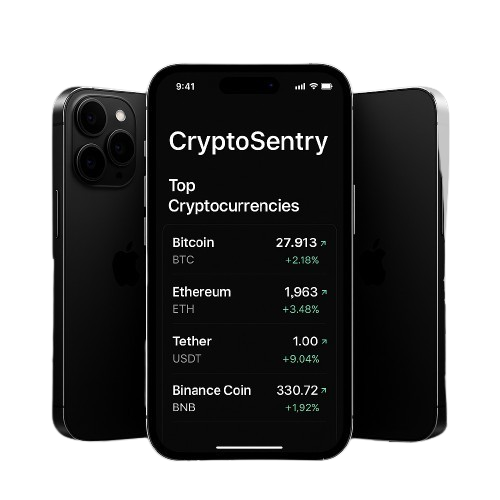 9:41
CryptoSentry
Top
Cryptocurrencies
Bitcoin 27.913 ↗
BTC +2.18%
Ethereum 1,963 ↗
ETH +3.48%
Tether 1.00 ↗
USDT +9.04%
Binance Coin 330.72 ↗
BNB +1,92%